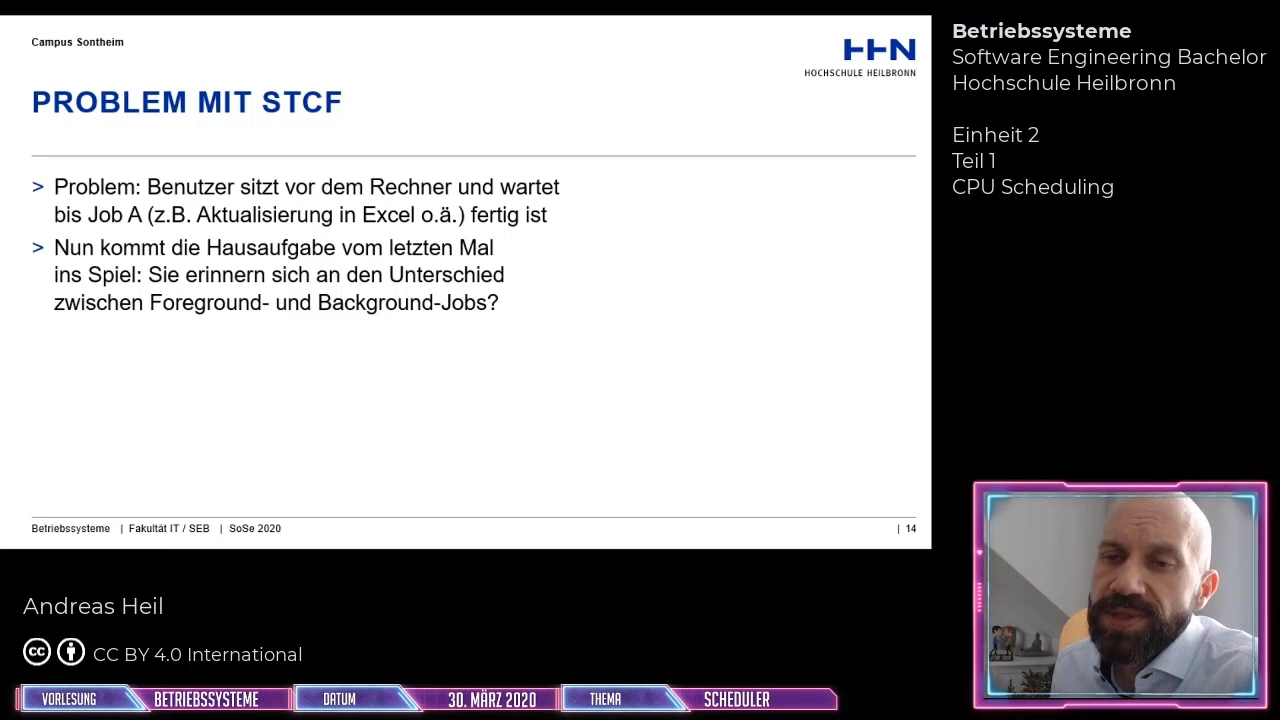 Campus Sontheim
HHN
HOCHSCHULE HEILBRONN
PROBLEM MIT STCF
> Problem: Benutzer sitzt vor dem Rechner und wartet
bis Job A (z.B. Aktualisierung in Excel o.ä.) fertig ist
> Nun kommt die Hausaufgabe vom letzten Mal
ins Spiel: Sie erinnern sich an den Unterschied
zwischen Foreground- und Background-Jobs?
Betriebssysteme | Fakultät IT / SEB | SoSe 2020 | 14
Betriebssysteme
Software Engineering Bachelor
Hochschule Heilbronn
Einheit 2
Teil 1
CPU Scheduling
Andreas Heil
cc CC BY 4.0 International
VORLESUNG BETRIEBSSYSTEME DATUM 30. MÄRZ 2020 THEMA SCHEDULER